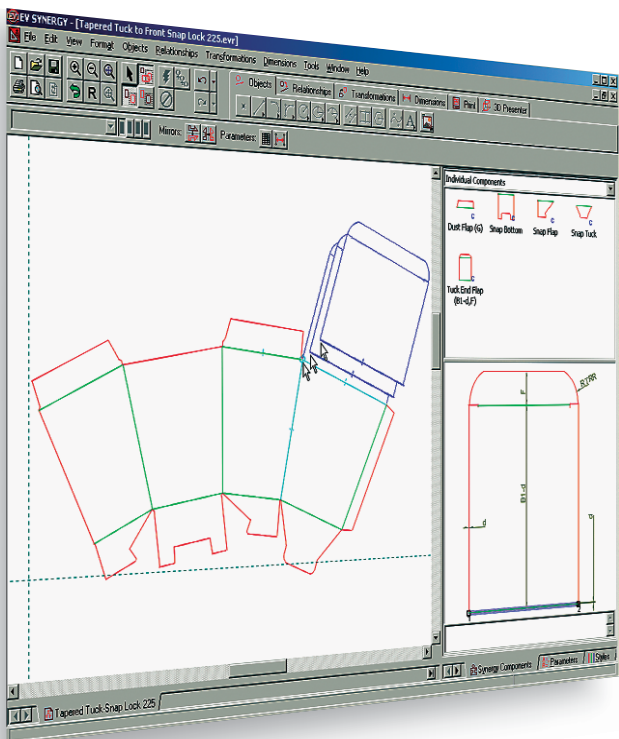 EV SYNERGY - [Tapered Tuck to Front Snap Lock 225.evr]
File Edit View Format Objects Relationships Transformations Dimensions Tools Window Help
Objects Relationships Transformations Dimensions Print 3D Presenter
Mirrors: Parameters:
Individual Components
Dust Flap (G) Snap Bottom Snap Flap Snap Tuck
Tuck End Flap
(B1-d,F)
F
B1-d
d
d
Synergy Components Parameters Styles
Tapered Tuck-Snap Lock 225